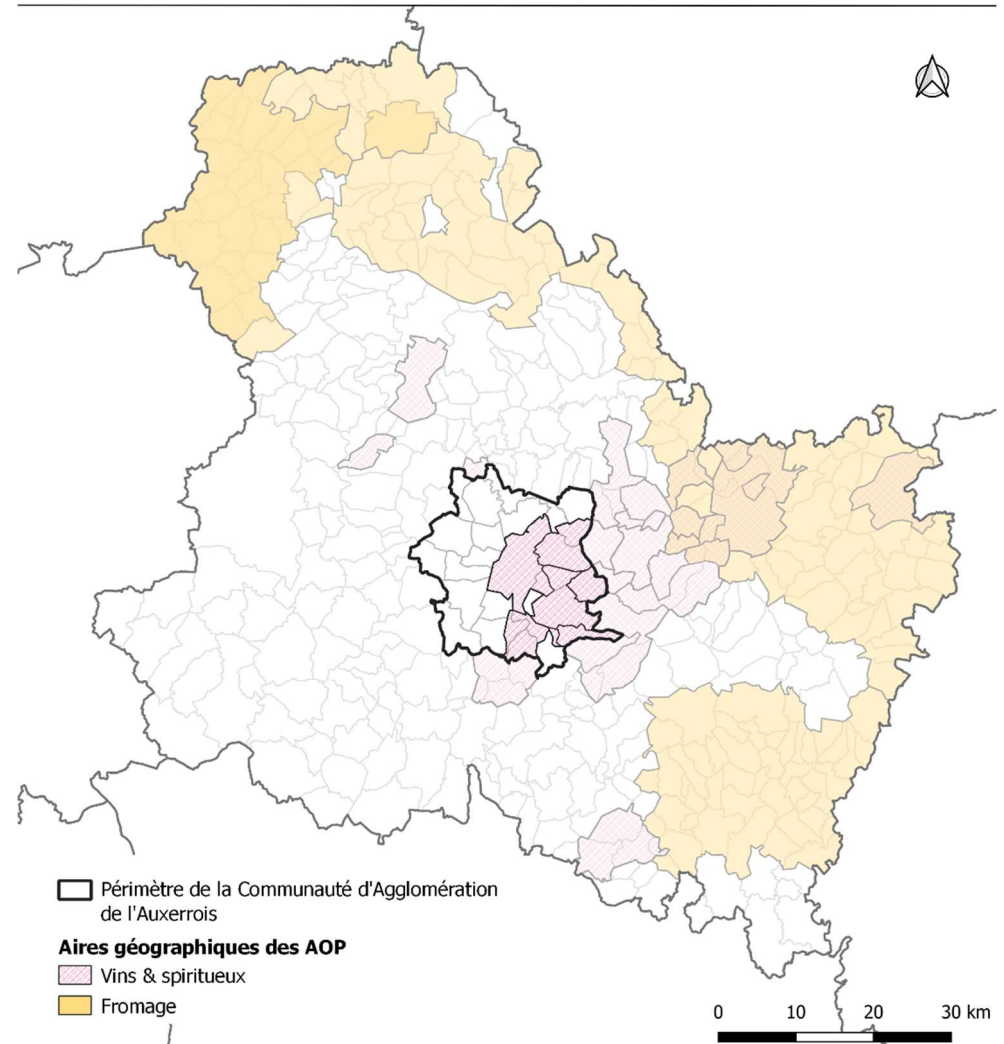 Périmètre de la Communauté d'Agglomération
de l'Auxerrois
Aires géographiques des AOP
Vins & spiritueux
Fromage
0 10 20 30 km